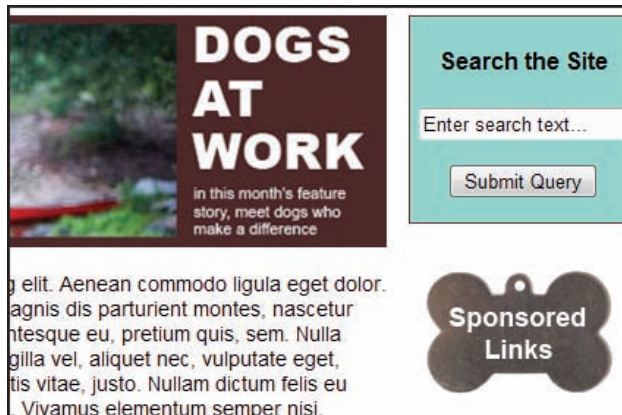 DOGS
AT
WORK
in this month's feature
story, meet dogs who
make a difference
Search the Site
Enter search text...
Submit Query
elit. Aenean commodo ligula eget dolor.
agnis dis parturient montes, nascetur
ntesque eu, pretium quis, sem. Nulla
gilla vel, aliquet nec, vulputate eget,
tis vitae, justo. Nullam dictum felis eu
. Vivamus elementum semper nisi.
Sponsored
Links